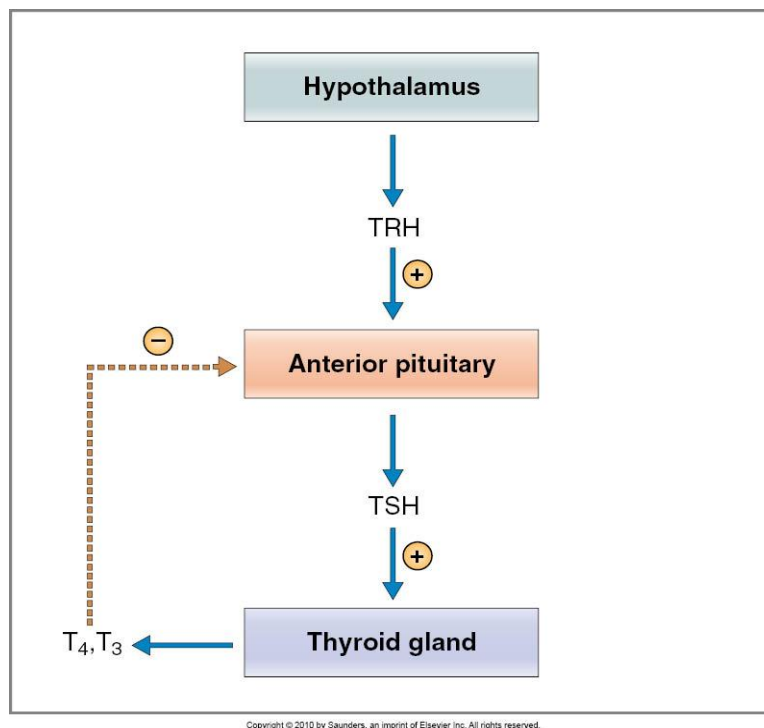 Hypothalamus
TRH
+
−
Anterior pituitary
TSH
+
T₄,T₃
Thyroid gland
Copyright © 2010 by Saunders, an imprint of Elsevier Inc. All rights reserved.